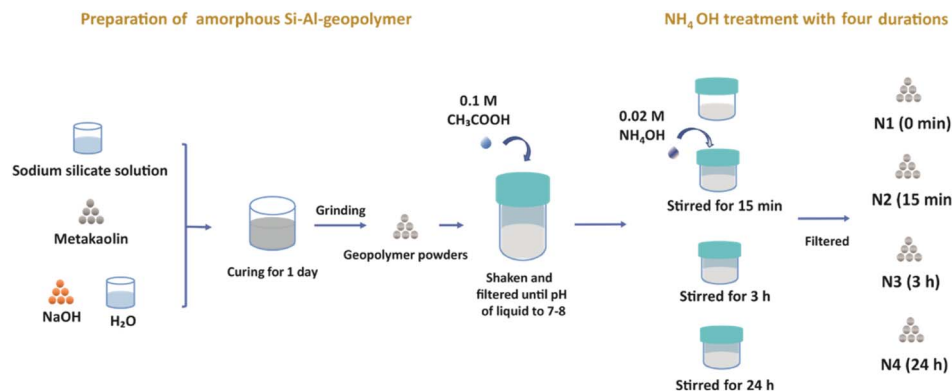 Preparation of amorphous Si-Al-geopolymer
NH₄OH treatment with four durations
Sodium silicate solution
Metakaolin
NaOH
H₂O
Curing for 1 day
Grinding
Geopolymer powders
0.1 M
CH₃COOH
Shaken and
filtered until pH
of liquid to 7-8
0.02 M
NH₄OH
Stirred for 15 min
Stirred for 3 h
Stirred for 24 h
Filtered
N1 (0 min)
N2 (15 min
N3 (3 h)
N4 (24 h)